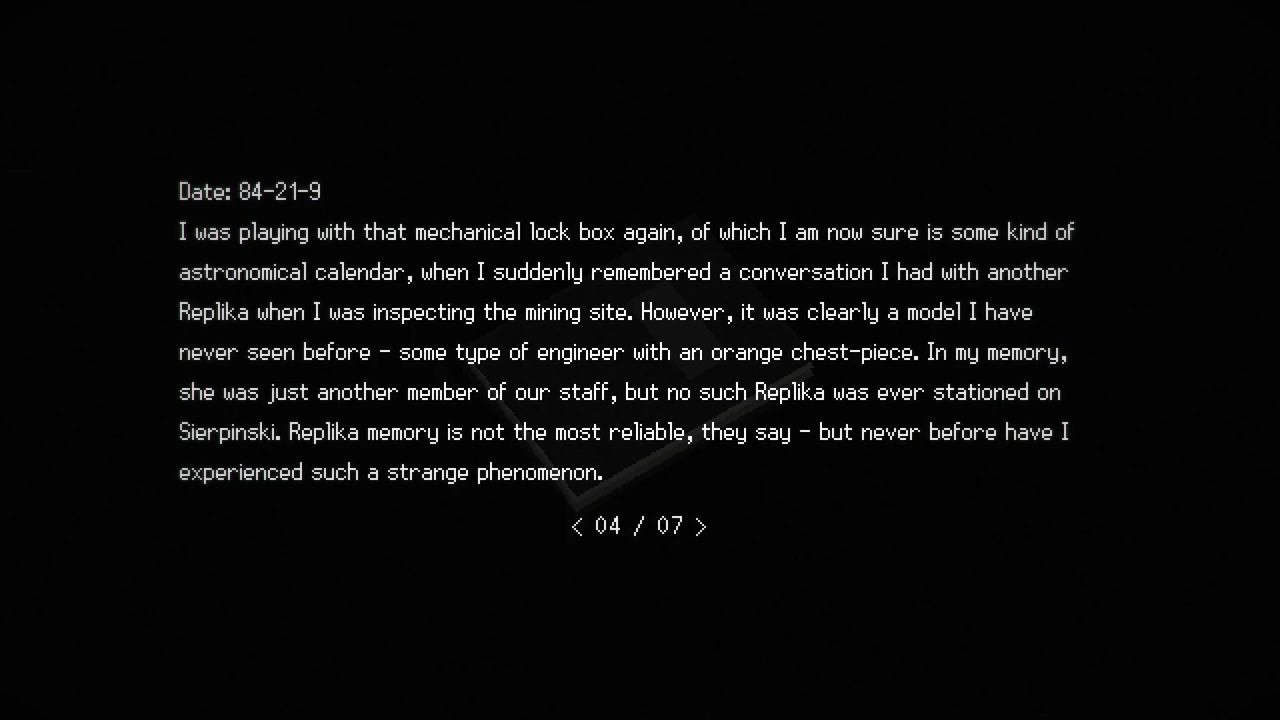 Date: 84-21-9
I was playing with that mechanical lock box again, of which I am now sure is some kind of
astronomical calendar, when I suddenly remembered a conversation I had with another
Replika when I was inspecting the mining site. However, it was clearly a model I have
never seen before - some type of engineer with an orange chest-piece. In my memory,
she was just another member of our staff, but no such Replika was ever stationed on
Sierpinski. Replika memory is not the most reliable, they say - but never before have I
experienced such a strange phenomenon.
< 04 / 07 >